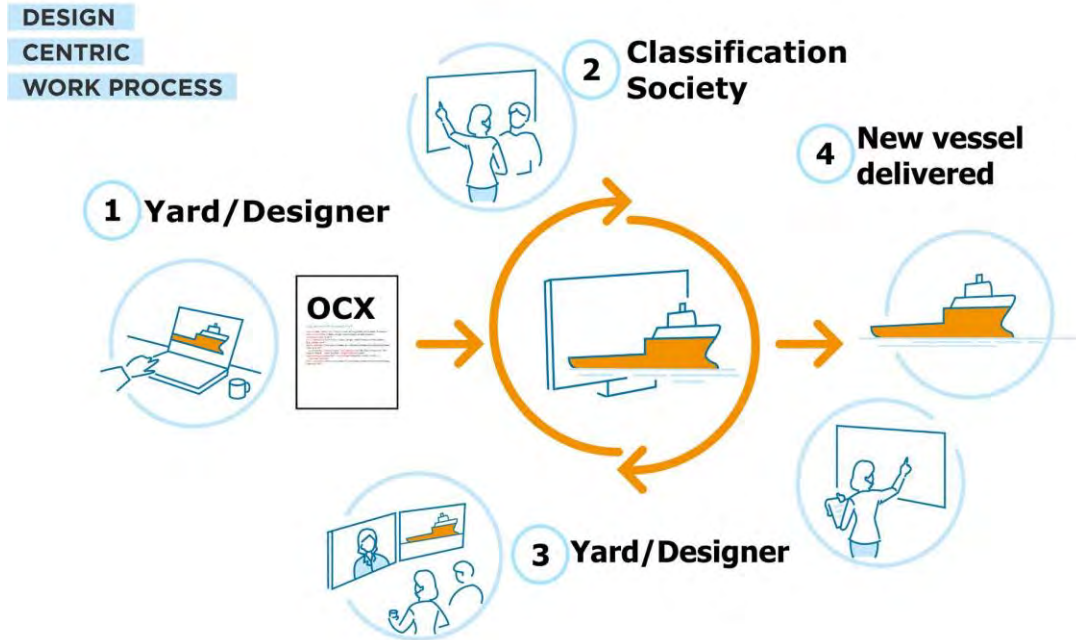 DESIGN
CENTRIC
WORK PROCESS
1 Yard/Designer
OCX
2 Classification
Society
3 Yard/Designer
4 New vessel
delivered